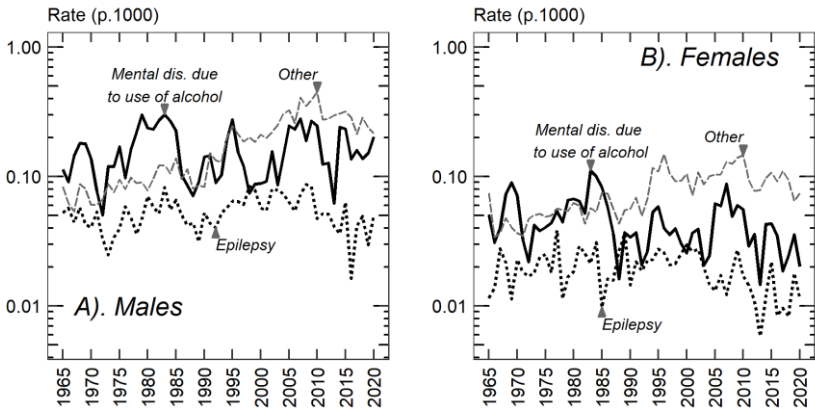 Rate (p.1000)
1.00
0.10
0.01
Mental dis. due
to use of alcohol
Other
Epilepsy
A). Males
1965 1970 1975 1980 1985 1990 1995 2000 2005 2010 2015 2020
Rate (p.1000)
1.00
0.10
0.01
B). Females
Mental dis. due
to use of alcohol
Other
Epilepsy
1965 1970 1975 1980 1985 1990 1995 2000 2005 2010 2015 2020